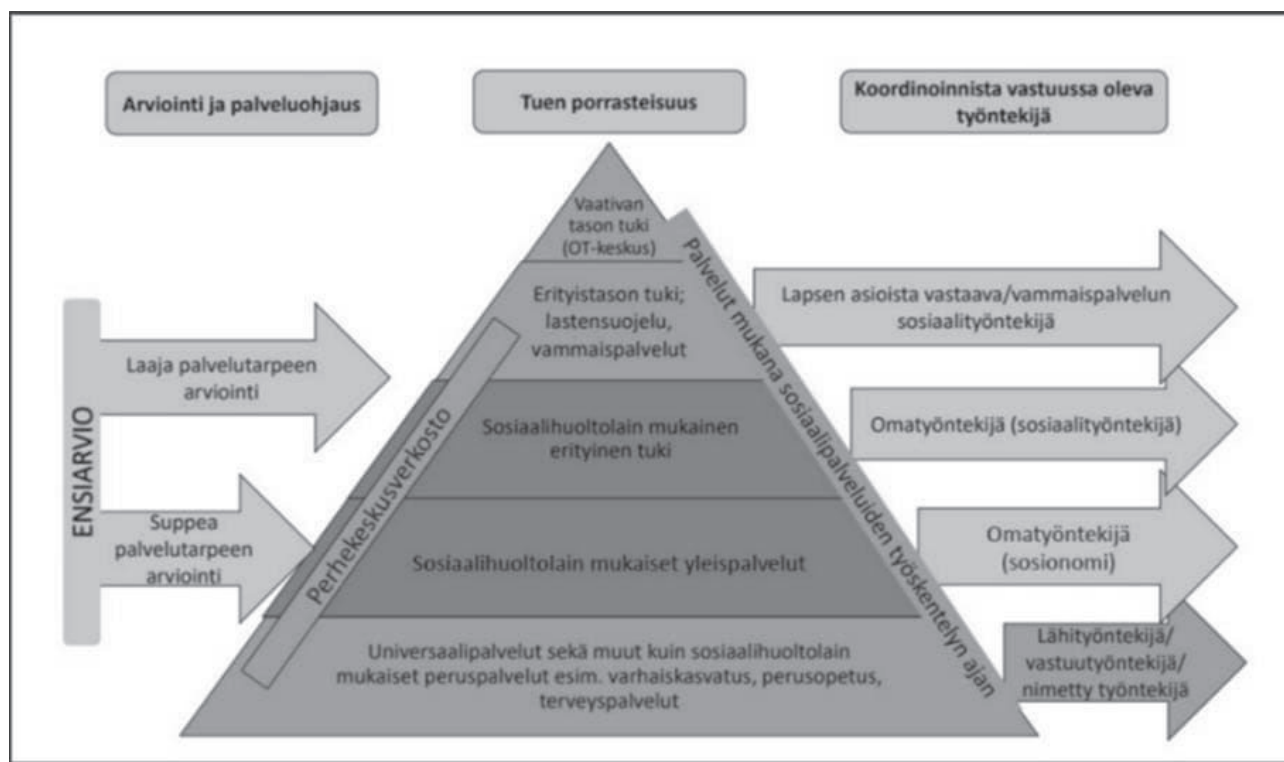 Arviointi ja palveluohjaus
Tuen porrasteisuus
Koordinoinnista vastuussa oleva
työntekijä
ENSIARVIO
Laaja palvelutarpeen
arviointi
Suppea
palvelutarpeen
arviointi
Perhekeskusverkosto
Vaativan
tason tuki
(OT-keskus)
Erityistason tuki;
lastensuojelu,
vammaispalvelut
Sosiaalihuoltolain mukainen
erityinen tuki
Sosiaalihuoltolain mukaiset yleispalvelut
Universaalipalvelut sekä muut kuin sosiaalihuoltolain
mukaiset peruspalvelut esim. varhaiskasvatus, perusopetus,
terveyspalvelut
Palvelut mukana sosiaalipalveluiden työskentelyn ajan
Lapsen asioista vastaava/vammaispalvelun
sosiaalityöntekijä
Omatyöntekijä (sosiaalityöntekijä)
Omatyöntekijä
(sosionomi)
Lähityöntekijä/
vastuutyöntekijä/
nimetty työntekijä